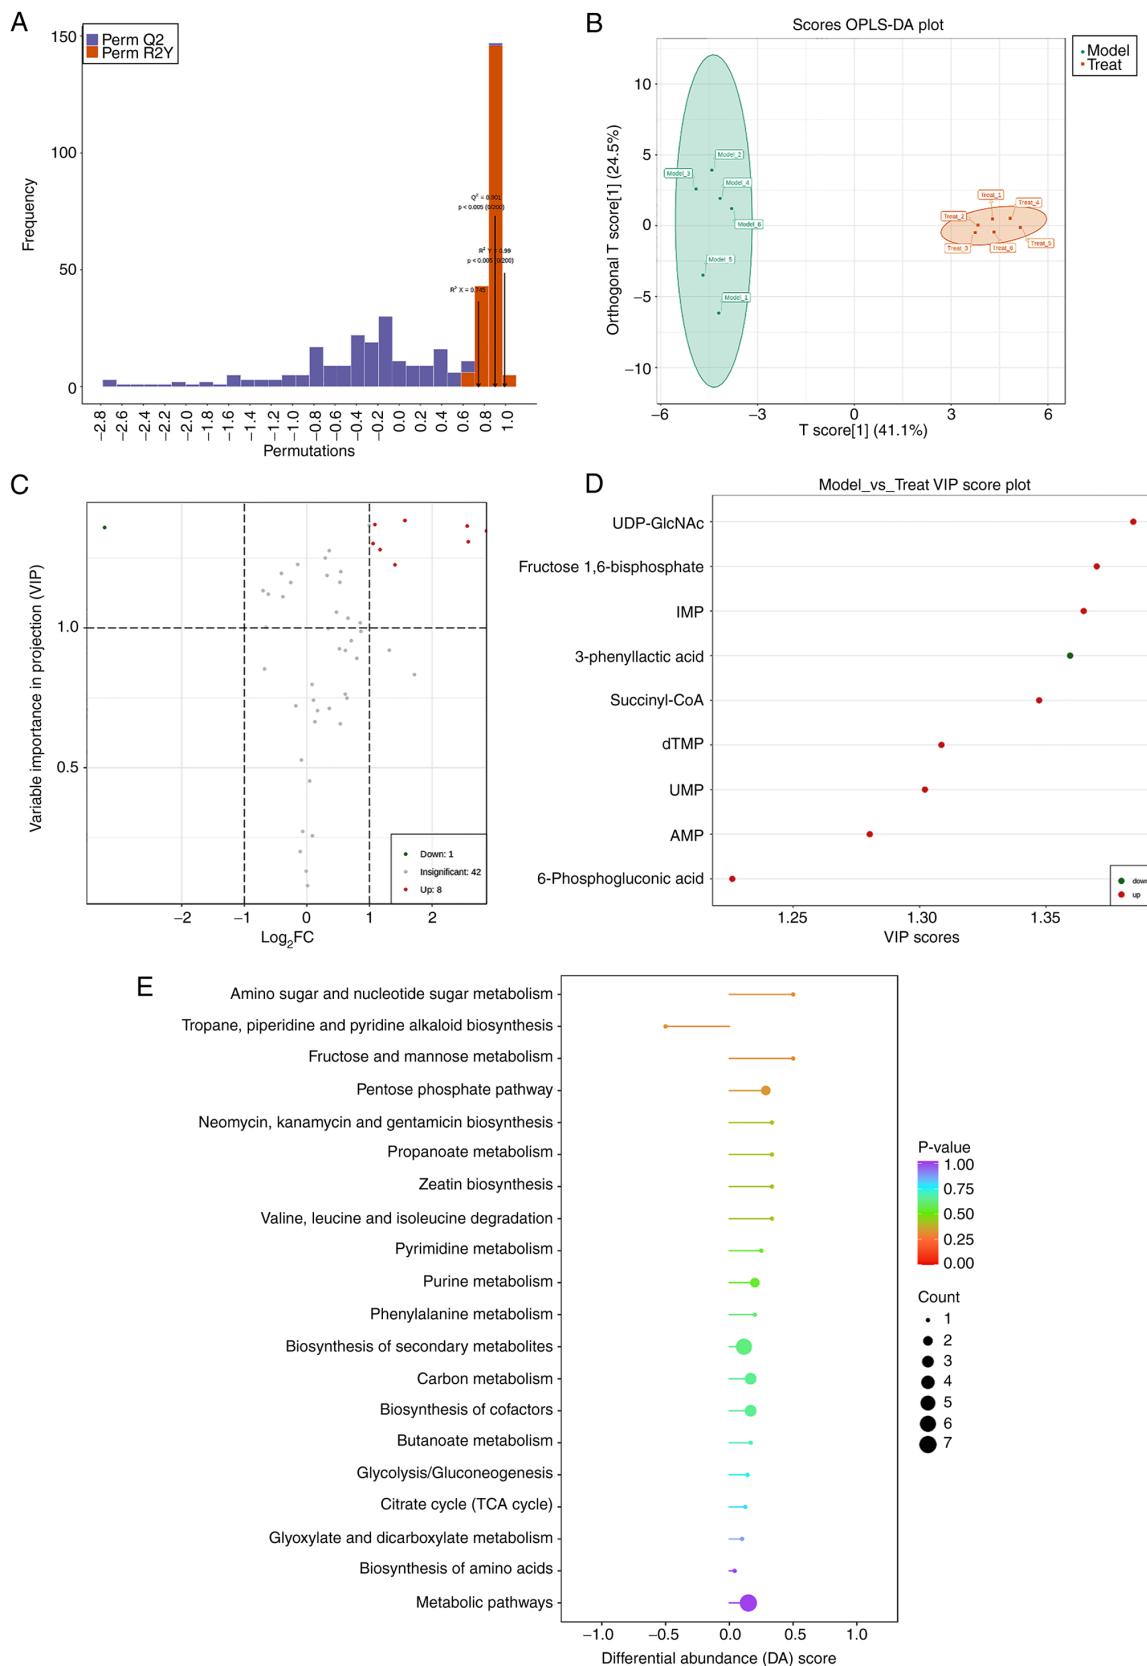 A
Perm Q2
Perm R2Y
150
100
50
0
Frequency
Q² = 0.901
p < 0.005 (0/200)
R² Y = 0.99
p < 0.005 (0/200)
R² X = 0.745
−2.8 −2.6 −2.4 −2.2 −2.0 −1.8 −1.6 −1.4 −1.2 −1.0 −0.8 −0.6 −0.4 −0.2 0.0 0.2 0.4 0.6 0.8 1.0
Permutations
B
Scores OPLS-DA plot
Model
Treat
10
5
0
−5
−10
Orthogonal T score[1] (24.5%)
Model_2
Model_3
Model_4
Model_6
Model_5
Model_1
Treat_1
Treat_4
Treat_2
Treat_3
Treat_6
Treat_5
−6 −3 0 3 6
T score[1] (41.1%)
C
Variable importance in projection (VIP)
1.0
0.5
Down: 1
Insignificant: 42
Up: 8
−2 −1 0 1 2
Log₂FC
D
Model_vs_Treat VIP score plot
UDP-GlcNAc
Fructose 1,6-bisphosphate
IMP
3-phenyllactic acid
Succinyl-CoA
dTMP
UMP
AMP
6-Phosphogluconic acid
down
up
1.25 1.30 1.35
VIP scores
E
Amino sugar and nucleotide sugar metabolism
Tropane, piperidine and pyridine alkaloid biosynthesis
Fructose and mannose metabolism
Pentose phosphate pathway
Neomycin, kanamycin and gentamicin biosynthesis
Propanoate metabolism
Zeatin biosynthesis
Valine, leucine and isoleucine degradation
Pyrimidine metabolism
Purine metabolism
Phenylalanine metabolism
Biosynthesis of secondary metabolites
Carbon metabolism
Biosynthesis of cofactors
Butanoate metabolism
Glycolysis/Gluconeogenesis
Citrate cycle (TCA cycle)
Glyoxylate and dicarboxylate metabolism
Biosynthesis of amino acids
Metabolic pathways
−1.0 −0.5 0.0 0.5 1.0
Differential abundance (DA) score
P-value
1.00
0.75
0.50
0.25
0.00
Count
1
2
3
4
5
6
7